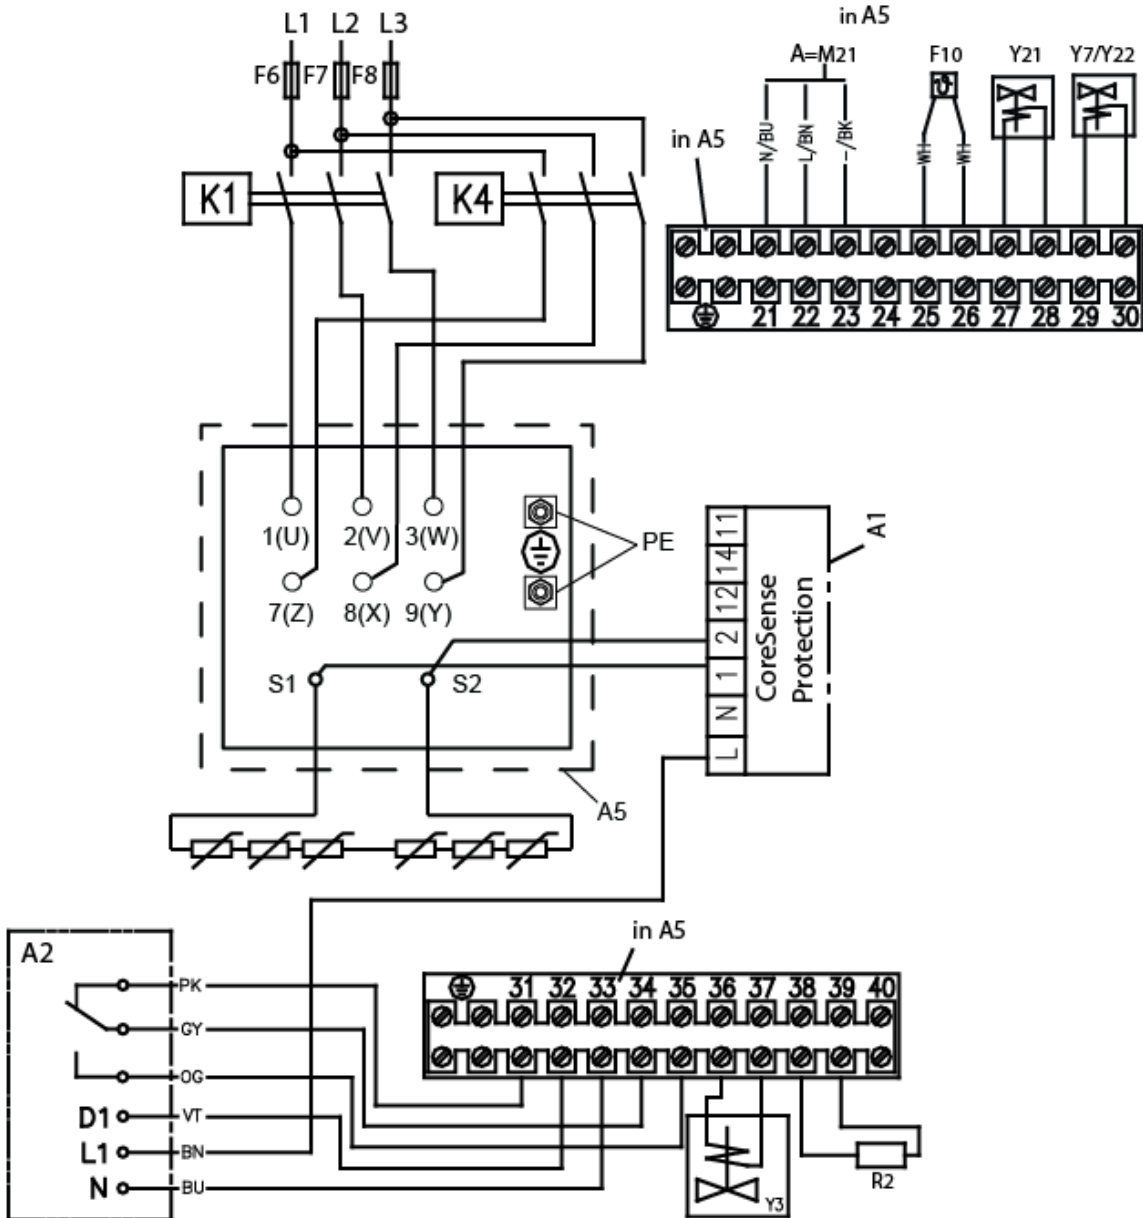 in A5
L1 L2 L3
A=M21 F10 Y21 Y7/Y22
F6 F7 F8
N/BU L/BN -/BK WH WH
in A5
K1 K4
21 22 23 24 25 26 27 28 29 30
1(U) 2(V) 3(W)
PE
7(Z) 8(X) 9(Y)
S1 S2
11
14
12
2
1
N
L
CoreSense
Protection
A1
A5
in A5
A2
31 32 33 34 35 36 37 38 39 40
PK
GY
OG
D1 VT
L1 BN
N BU
Y3
R2